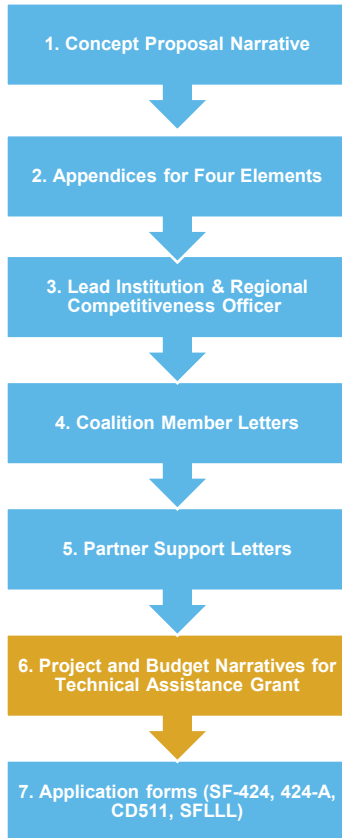 1. Concept Proposal Narrative
2. Appendices for Four Elements
3. Lead Institution & Regional
Competitiveness Officer
4. Coalition Member Letters
5. Partner Support Letters
6. Project and Budget Narratives for
Technical Assistance Grant
7. Application forms (SF-424, 424-A,
CD511, SFLLL)